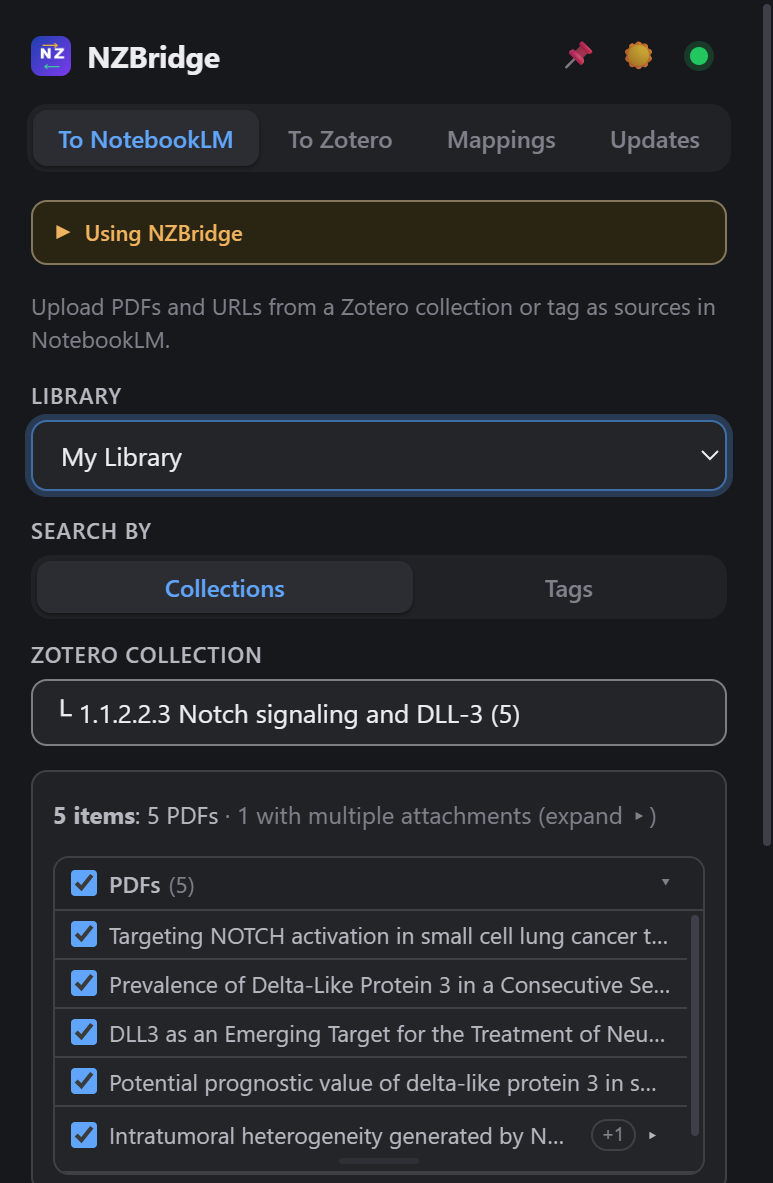 NZ
NZBridge
To NotebookLM
To Zotero
Mappings
Updates
▶ Using NZBridge
Upload PDFs and URLs from a Zotero collection or tag as sources in
NotebookLM.
LIBRARY
My Library
SEARCH BY
Collections
Tags
ZOTERO COLLECTION
└ 1.1.2.2.3 Notch signaling and DLL-3 (5)
5 items: 5 PDFs · 1 with multiple attachments (expand ▸ )
PDFs (5)
Targeting NOTCH activation in small cell lung cancer t...
Prevalence of Delta-Like Protein 3 in a Consecutive Se...
DLL3 as an Emerging Target for the Treatment of Neu...
Potential prognostic value of delta-like protein 3 in s...
Intratumoral heterogeneity generated by N... +1 ▸